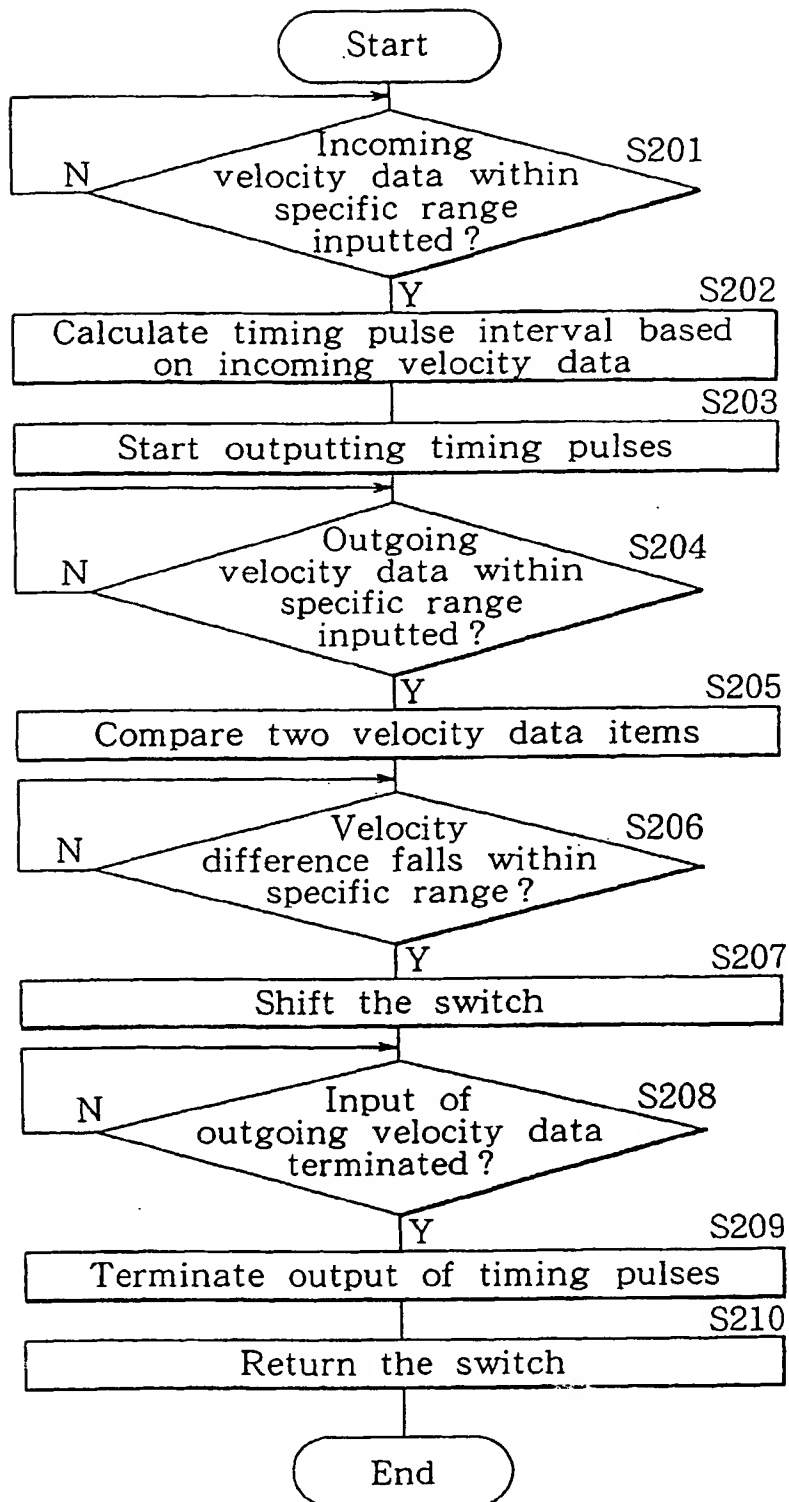 Start
Incoming
velocity data within
specific range
inputted ?
S201
N
Y
S202
Calculate timing pulse interval based
on incoming velocity data
S203
Start outputting timing pulses
Outgoing
velocity data within
specific range
inputted ?
S204
N
Y
S205
Compare two velocity data items
Velocity
difference falls within
specific range ?
S206
N
Y
S207
Shift the switch
Input of
outgoing velocity data
terminated ?
S208
N
Y
S209
Terminate output of timing pulses
S210
Return the switch
End